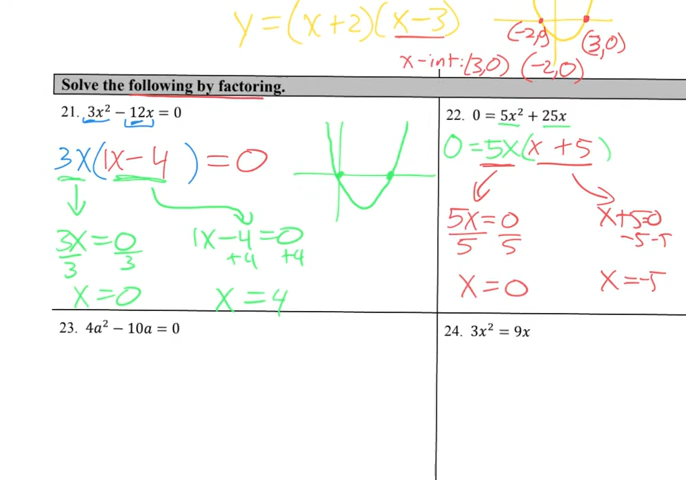 y = (x+2)(x-3)
(-2,0) (3,0)
x-int: (3,0) (-2,0)
Solve the following by factoring.
21. 3x² − 12x = 0
3x(1x-4) = 0
3x = 0
3 3
x = 0
1x-4=0
+4 +4
x = 4
22. 0 = 5x² + 25x
0 = 5x(x +5)
5x = 0
5 5
x = 0
x+5=0
-5 -5
x = -5
23. 4a² − 10a = 0
24. 3x² = 9x